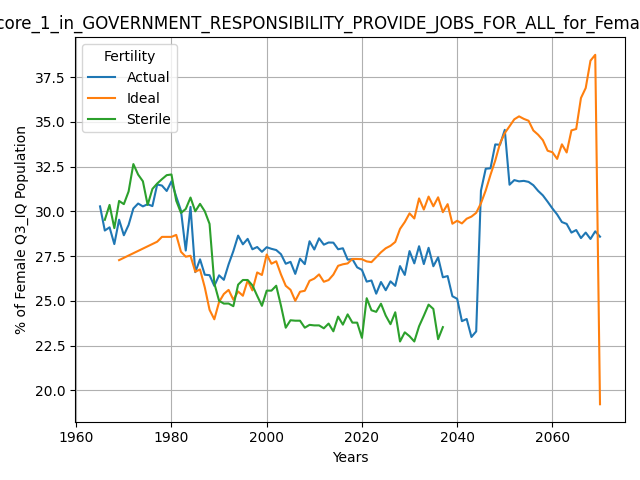 core_1_in_GOVERNMENT_RESPONSIBILITY_PROVIDE_JOBS_FOR_ALL_for_Fema
Fertility
Actual
Ideal
Sterile
% of Female Q3_IQ Population
37.5
35.0
32.5
30.0
27.5
25.0
22.5
20.0
1960
1980
2000
2020
2040
2060
Years